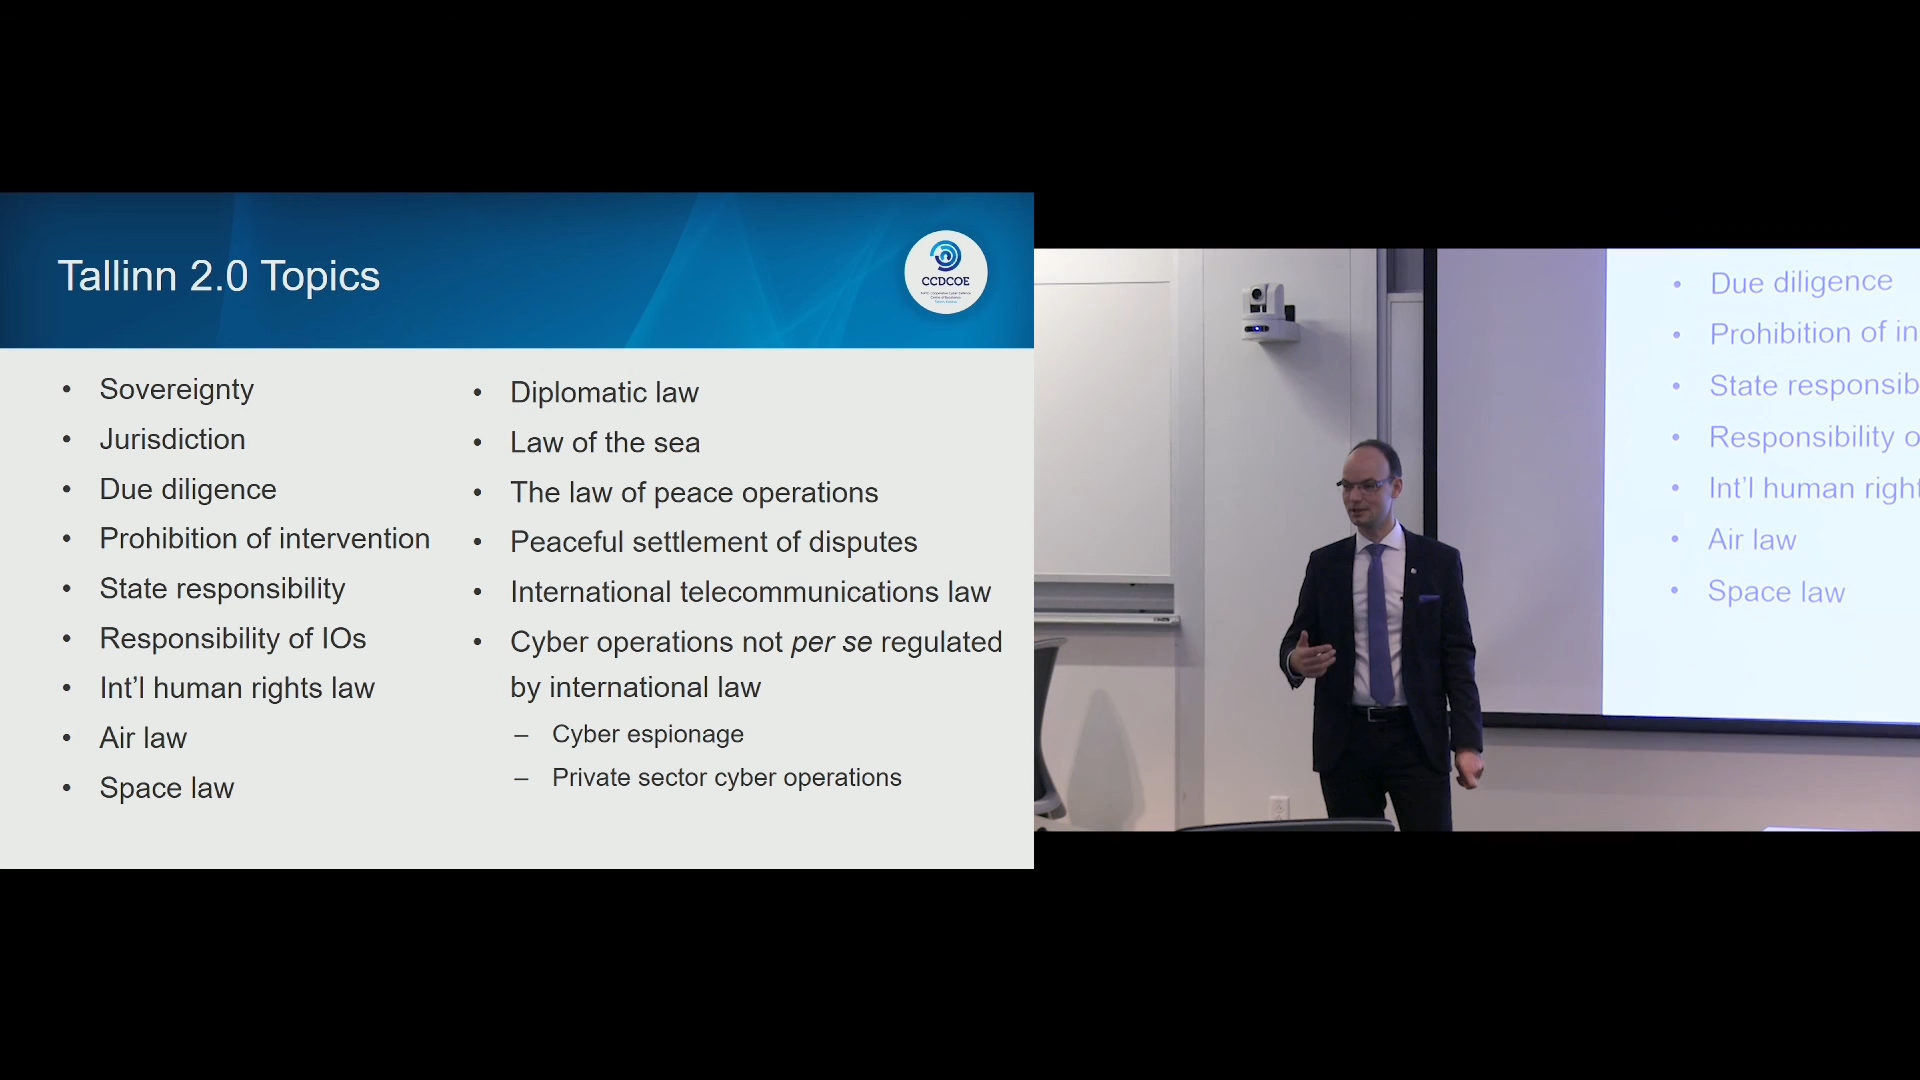 Tallinn 2.0 Topics
CCDCOE
• Sovereignty
• Jurisdiction
• Due diligence
• Prohibition of intervention
• State responsibility
• Responsibility of IOs
• Int’l human rights law
• Air law
• Space law
• Diplomatic law
• Law of the sea
• The law of peace operations
• Peaceful settlement of disputes
• International telecommunications law
• Cyber operations not per se regulated
by international law
– Cyber espionage
– Private sector cyber operations
• Due diligence
• Prohibition of in
• State responsib
• Responsibility o
• Int’l human right
• Air law
• Space law